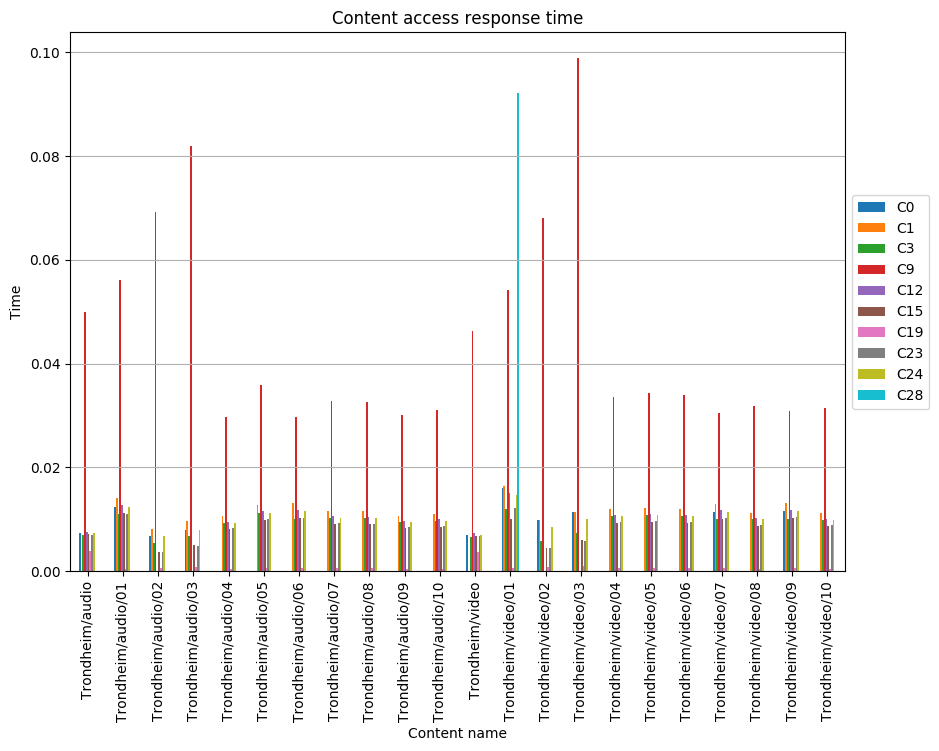 Content access response time
0.10
0.08
0.06
0.04
0.02
0.00
Time
Trondheim/audio
Trondheim/audio/01
Trondheim/audio/02
Trondheim/audio/03
Trondheim/audio/04
Trondheim/audio/05
Trondheim/audio/06
Trondheim/audio/07
Trondheim/audio/08
Trondheim/audio/09
Trondheim/audio/10
Trondheim/video
Trondheim/video/01
Trondheim/video/02
Trondheim/video/03
Trondheim/video/04
Trondheim/video/05
Trondheim/video/06
Trondheim/video/07
Trondheim/video/08
Trondheim/video/09
Trondheim/video/10
Content name
C0
C1
C3
C9
C12
C15
C19
C23
C24
C28